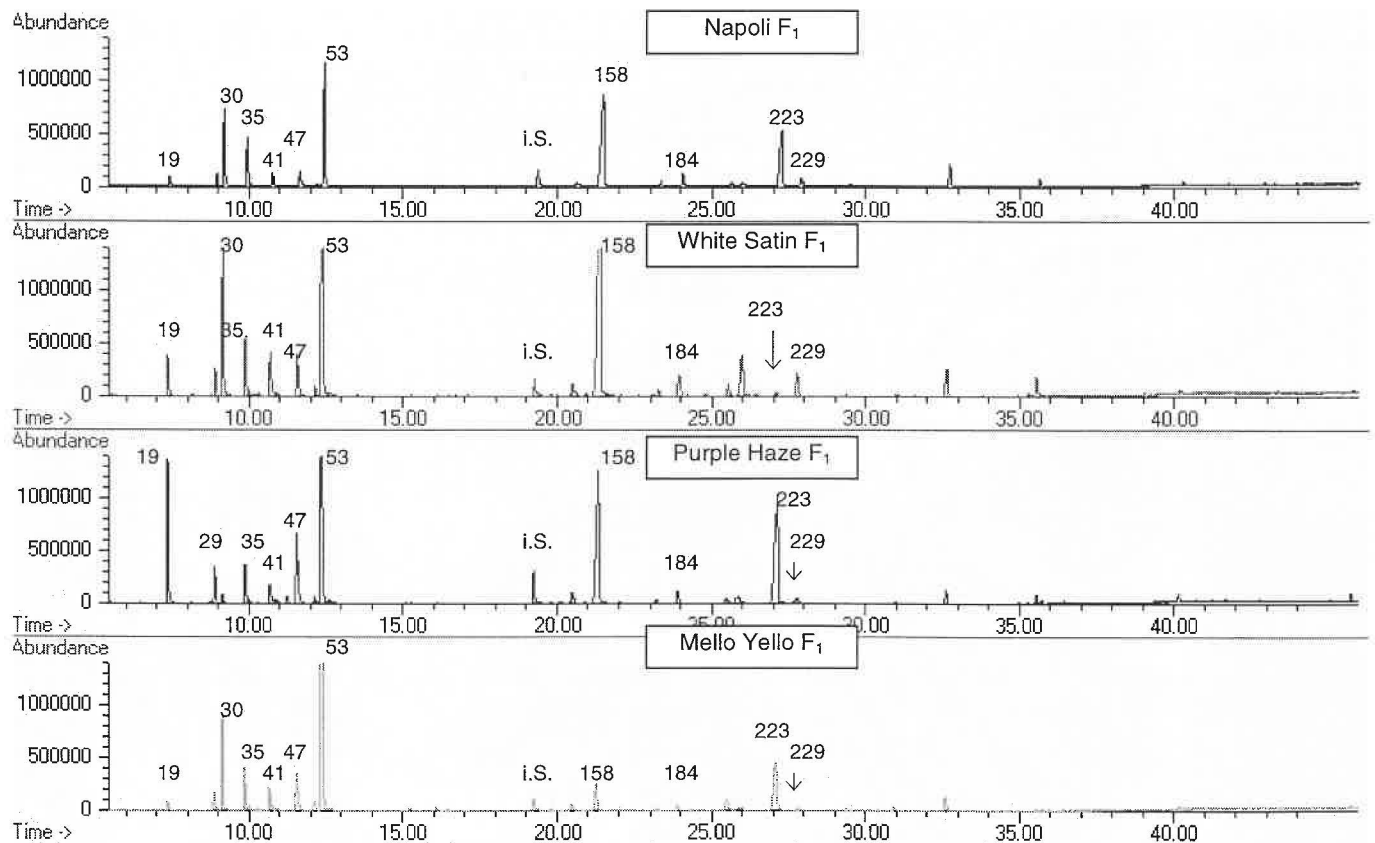 Abundance
Napoli F₁
53
1000000
158
30
35
500000
i.S.
223
47
19
41
184
229
0
Time -> 10.00 15.00 20.00 25.00 30.00 35.00 40.00
Abundance
White Satin F₁
30 53 158
1000000
223
19 35 41
500000
47
i.S. 184 229
0
Time -> 10.00 15.00 20.00 25.00 30.00 35.00 40.00
Abundance
Purple Haze F₁
19 53 158
1000000
223
47
29 35 i.S. 229
500000
41 184
0
Time -> 10.00 15.00 20.00 25.00 30.00 35.00 40.00
Abundance
Mello Yello F₁
53
1000000
30
223
35 47 229
500000
19 41 i.S. 158 184
0
Time -> 10.00 15.00 20.00 25.00 30.00 35.00 40.00